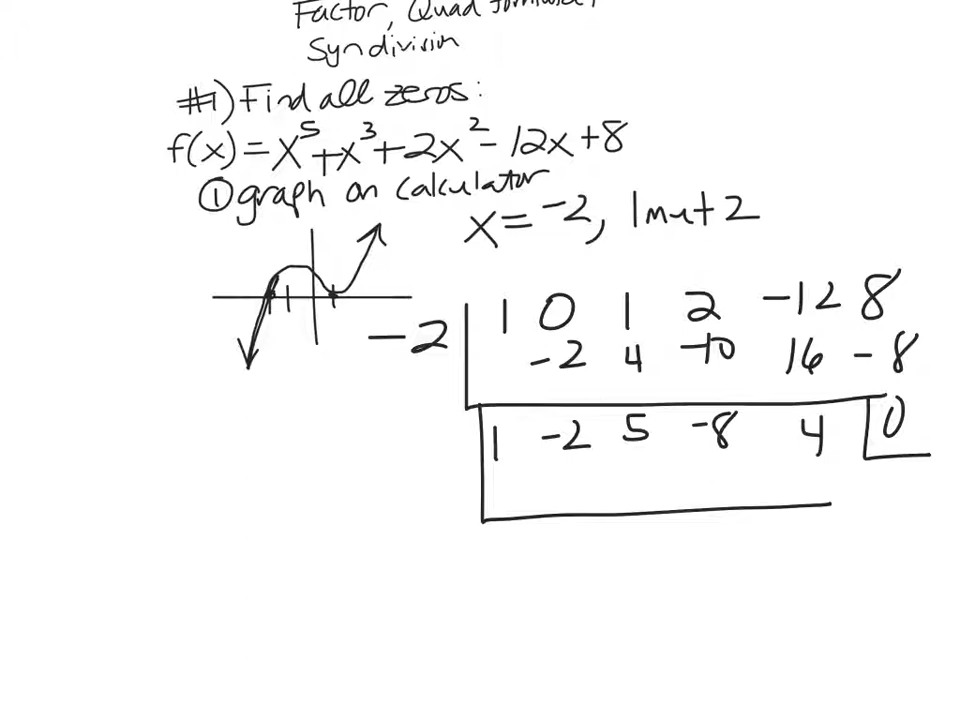 Factor, Quad formula,
Syn division
#1) Find all zeros:
f(x) = x⁵ + x³ + 2x² - 12x + 8
① graph on calculator
x = -2, 1 mult 2
-2 | 1 0 1 2 -12 8
-2 4 -10 16 -8
1 -2 5 -8 4 0